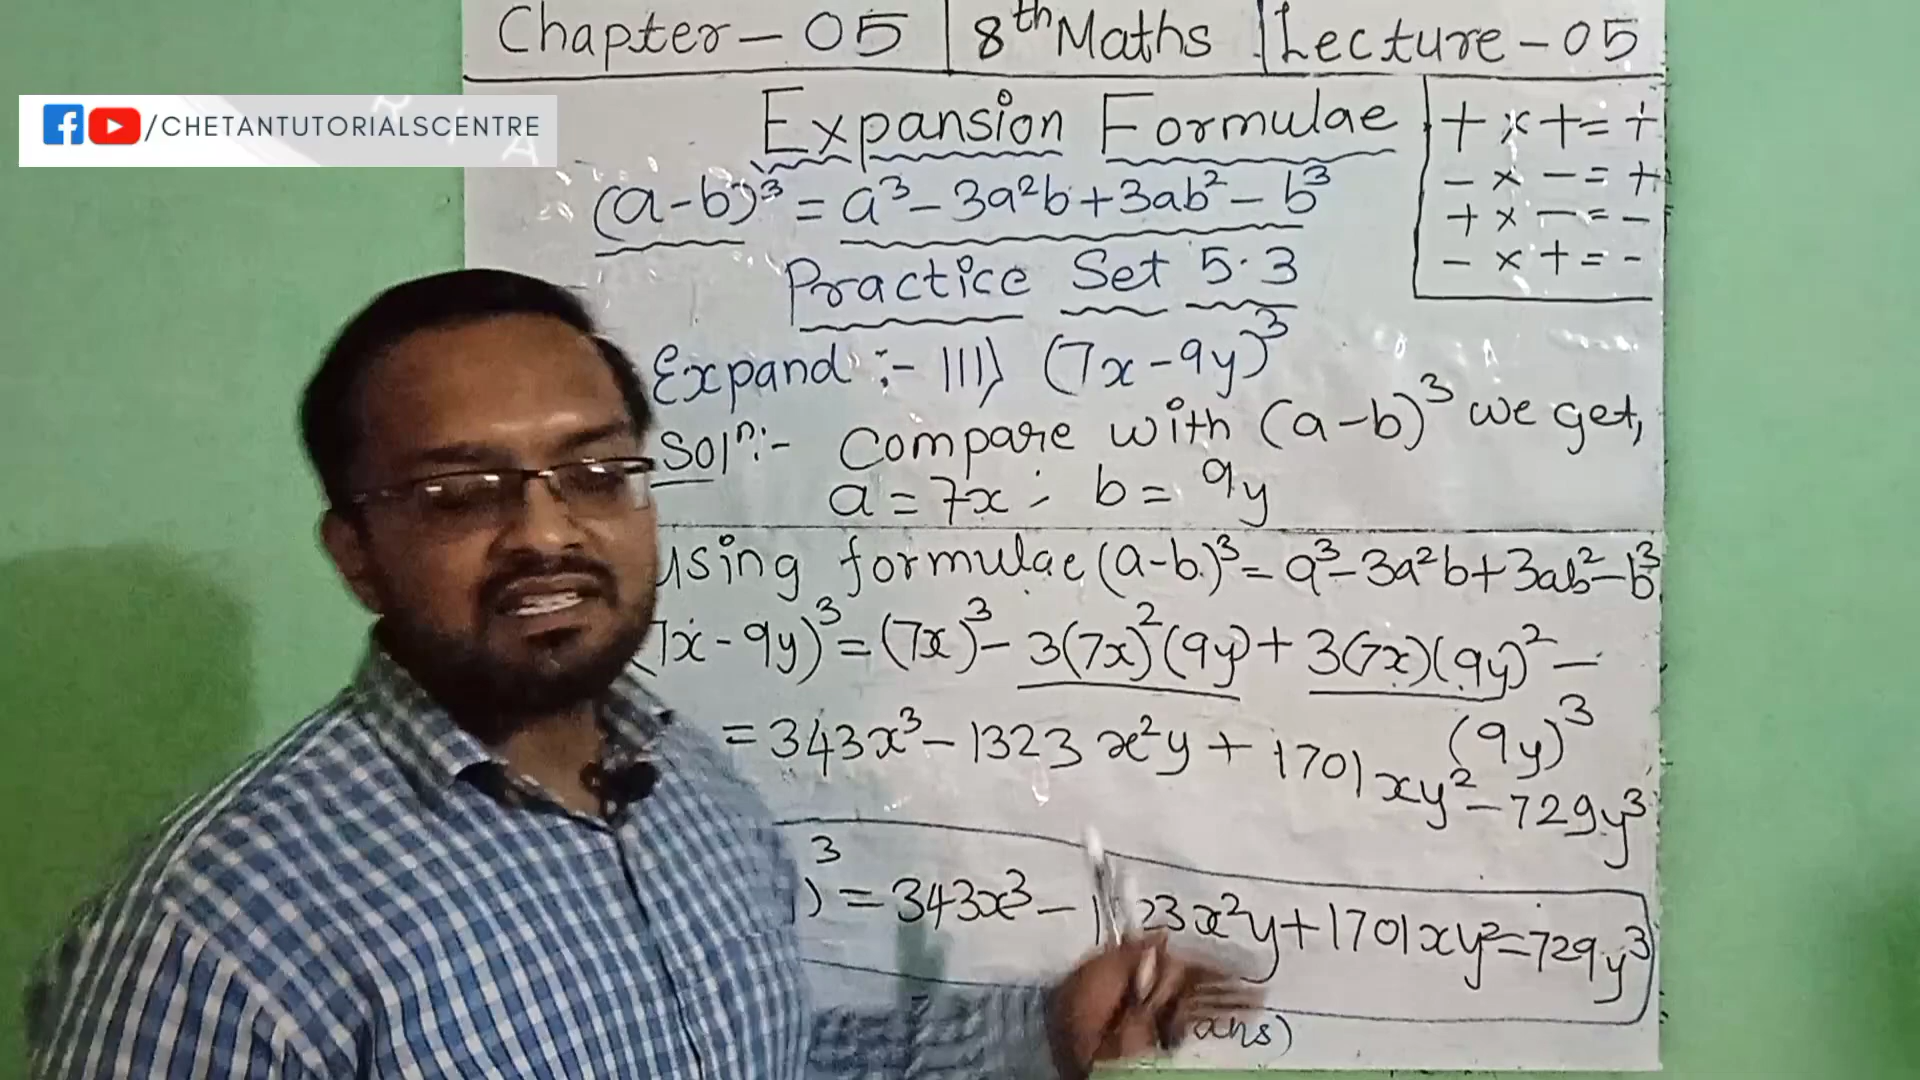 Chapter - 05 | 8th Maths | Lecture - 05
/CHETANTUTORIALSCENTRE
Expansion Formulae
+ × + = +
- × - = +
+ × - = -
- × + = -
(a-b)³ = a³ - 3a²b + 3ab² - b³
Practice Set 5.3
Expand :- III) (7x - 9y)³
Solⁿ:- Compare with (a-b)³ we get,
a = 7x ; b = 9y
using formulae (a-b)³ = a³ - 3a²b + 3ab² - b³
7x - 9y)³ = (7x)³ - 3(7x)²(9y) + 3(7x)(9y)² -
(9y)³
= 343x³ - 1323 x²y + 1701 xy² - 729y³
)³ = 343x³ - 1 23x²y + 1701xy² = 729y³
ans)